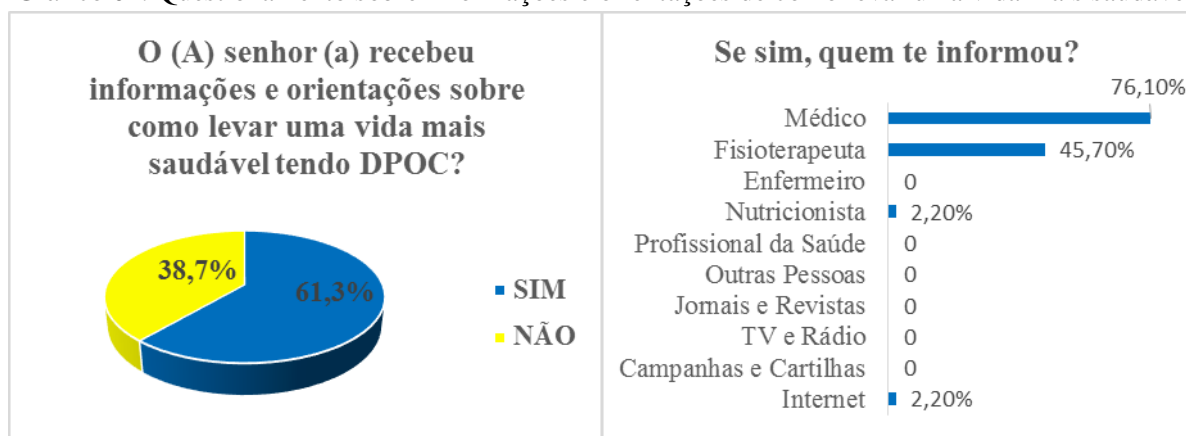 O (A) senhor (a) recebeu
informações e orientações sobre
como levar uma vida mais
saudável tendo DPOC?
38,7%
61,3%
SIM
NÃO
Se sim, quem te informou?
76,10%
Médico
Fisioterapeuta 45,70%
Enfermeiro 0
Nutricionista 2,20%
Profissional da Saúde 0
Outras Pessoas 0
Jornais e Revistas 0
TV e Rádio 0
Campanhas e Cartilhas 0
Internet 2,20%